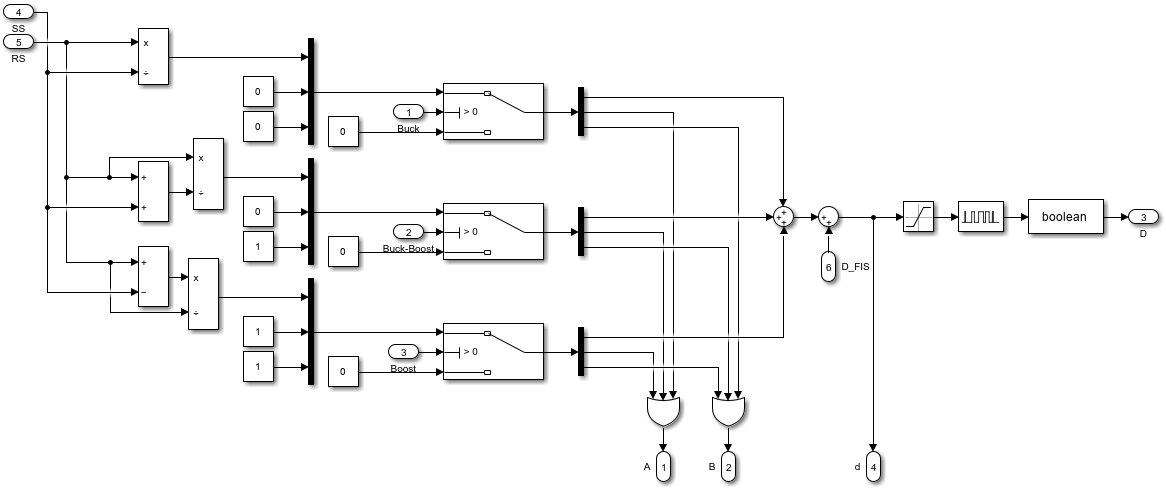 4
SS
5
RS
x
÷
0
0
0
1
Buck
> 0
x
÷
+
+
0
1
0
2
Buck-Boost
> 0
+
−
x
÷
1
1
0
3
Boost
> 0
+
+
+
+
+
6
D_FIS
boolean
3
D
A
1
B
2
d
4